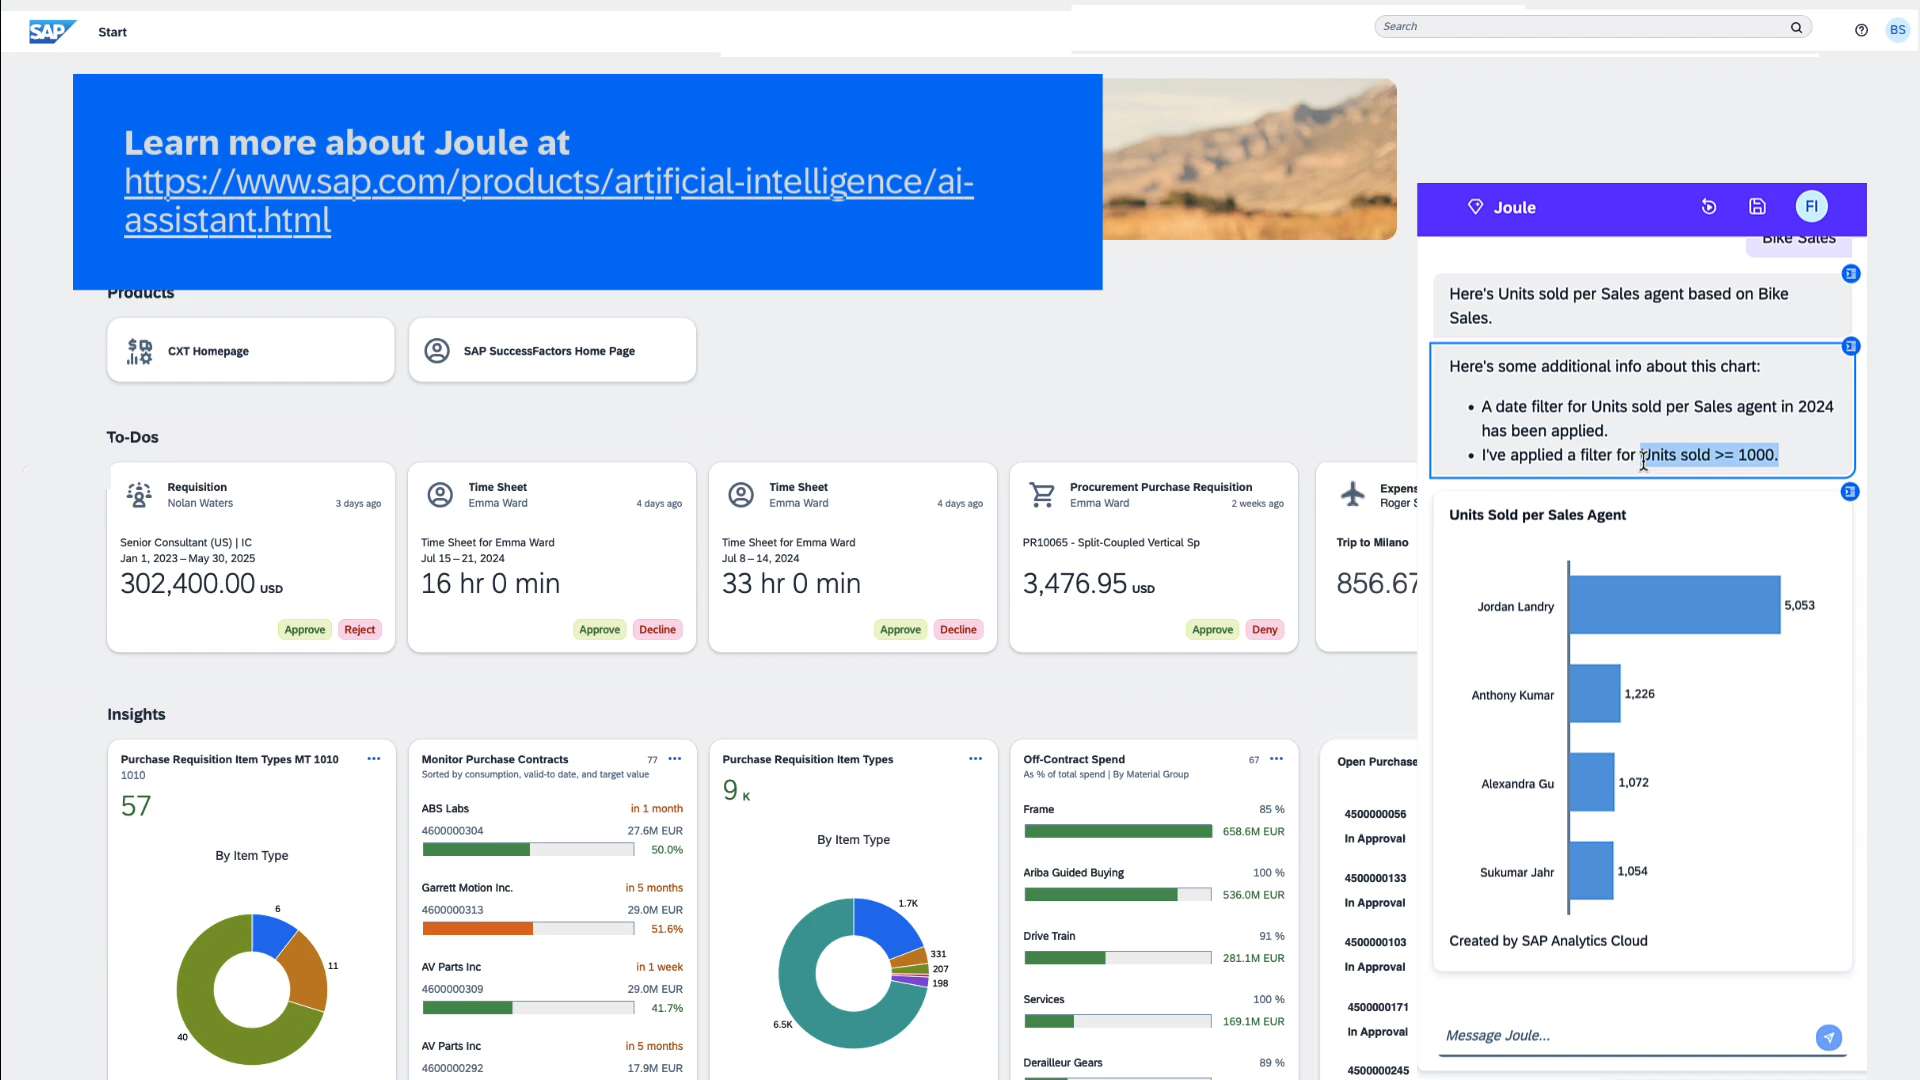 SAP
Start
Search
BS
Learn more about Joule at
https://www.sap.com/products/artificial-intelligence/ai-
assistant.html
Products
CXT Homepage
SAP SuccessFactors Home Page
To-Dos
Requisition
Nolan Waters
3 days ago
Senior Consultant (US) | IC
Jan 1, 2023 – May 30, 2025
302,400.00 USD
Approve
Reject
Time Sheet
Emma Ward
4 days ago
Time Sheet for Emma Ward
Jul 15 – 21, 2024
16 hr 0 min
Approve
Decline
Time Sheet
Emma Ward
4 days ago
Time Sheet for Emma Ward
Jul 8 – 14, 2024
33 hr 0 min
Approve
Decline
Procurement Purchase Requisition
Emma Ward
2 weeks ago
PR10065 - Split-Coupled Vertical Sp
3,476.95 USD
Approve
Deny
Expens
Roger S
Trip to Milano
856.67
Insights
Purchase Requisition Item Types MT 1010
1010
57
By Item Type
6
11
40
Monitor Purchase Contracts
77
Sorted by consumption, valid-to date, and target value
ABS Labs
in 1 month
4600000304
27.6M EUR
50.0%
Garrett Motion Inc.
in 5 months
4600000313
29.0M EUR
51.6%
AV Parts Inc
in 1 week
4600000309
29.0M EUR
41.7%
AV Parts Inc
in 5 months
4600000292
17.9M EUR
Purchase Requisition Item Types
9 K
By Item Type
1.7K
331
207
198
6.5K
Off-Contract Spend
67
As % of total spend | By Material Group
Frame
85 %
658.6M EUR
Ariba Guided Buying
100 %
536.0M EUR
Drive Train
91 %
281.1M EUR
Services
100 %
169.1M EUR
Derailleur Gears
89 %
Open Purchase
4500000056
In Approval
4500000133
In Approval
4500000103
In Approval
4500000171
In Approval
4500000245
Joule
FI
Bike Sales
Here's Units sold per Sales agent based on Bike
Sales.
Here's some additional info about this chart:
• A date filter for Units sold per Sales agent in 2024
has been applied.
• I've applied a filter for Units sold >= 1000.
Units Sold per Sales Agent
Jordan Landry
5,053
Anthony Kumar
1,226
Alexandra Gu
1,072
Sukumar Jahr
1,054
Created by SAP Analytics Cloud
Message Joule...